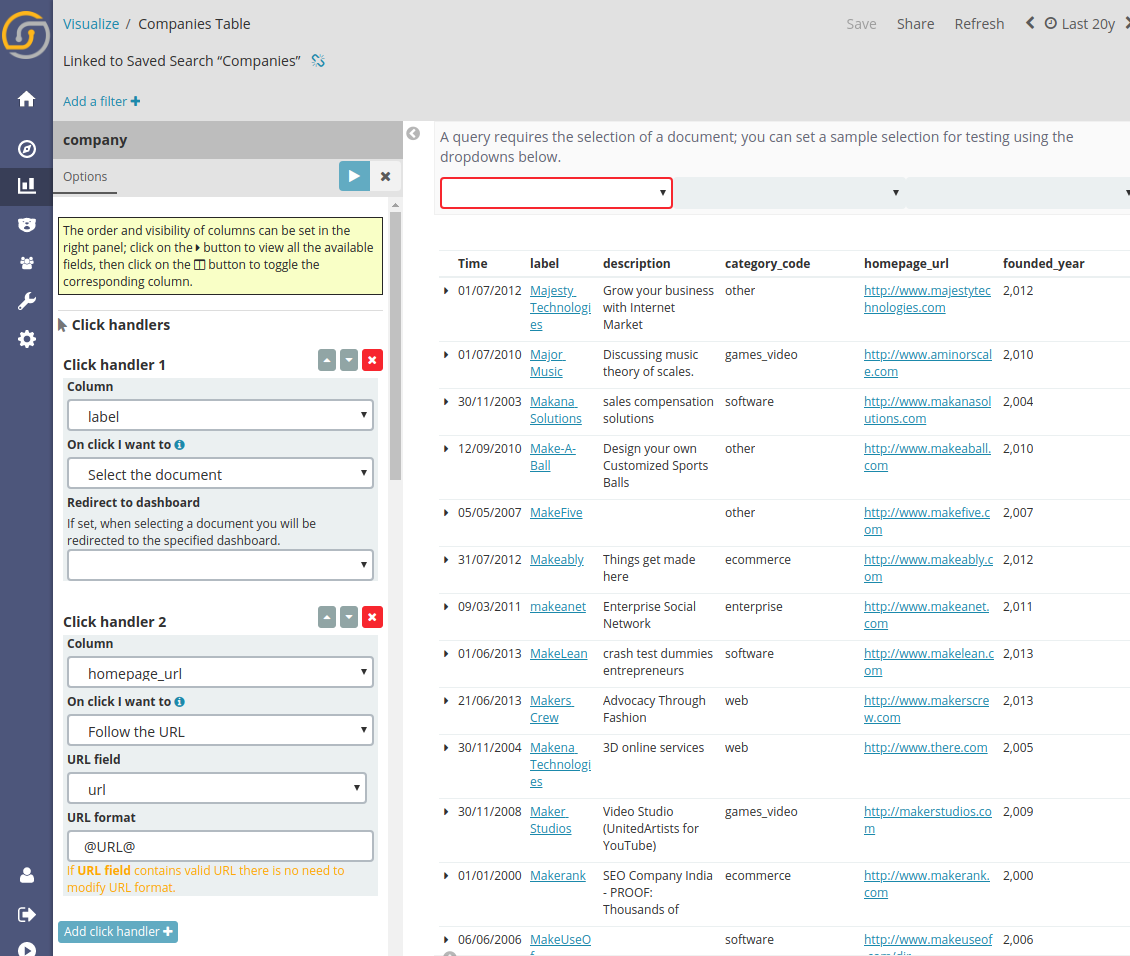 Visualize / Companies Table
Save Share Refresh Last 20y
Linked to Saved Search “Companies”
Add a filter
company
Options
The order and visibility of columns can be set in the
right panel; click on the button to view all the available
fields, then click on the button to toggle the
corresponding column.
Click handlers
Click handler 1
Column
label
On click I want to
Select the document
Redirect to dashboard
If set, when selecting a document you will be
redirected to the specified dashboard.
Click handler 2
Column
homepage_url
On click I want to
Follow the URL
URL field
url
URL format
@URL@
If URL field contains valid URL there is no need to
modify URL format.
Add click handler
A query requires the selection of a document; you can set a sample selection for testing using the
dropdowns below.
Time label description category_code homepage_url founded_year
01/07/2012 Majesty Grow your business other http://www.majestytec 2,012
Technologi with Internet hnologies.com
es Market
01/07/2010 Major Discussing music games_video http://www.aminorscal 2,010
Music theory of scales. e.com
30/11/2003 Makana sales compensation software http://www.makanasol 2,004
Solutions solutions utions.com
12/09/2010 Make-A- Design your own other http://www.makeaball. 2,010
Ball Customized Sports com
Balls
05/05/2007 MakeFive other http://www.makefive.c 2,007
om
31/07/2012 Makeably Things get made ecommerce http://www.makeably.c 2,012
here om
09/03/2011 makeanet Enterprise Social enterprise http://www.makeanet. 2,011
Network com
01/06/2013 MakeLean crash test dummies software http://www.makelean.c 2,013
entrepreneurs om
21/06/2013 Makers Advocacy Through web http://www.makerscre 2,013
Crew Fashion w.com
30/11/2004 Makena 3D online services web http://www.there.com 2,005
Technologi
es
30/11/2008 Maker Video Studio games_video http://makerstudios.co 2,009
Studios (UnitedArtists for m
YouTube)
01/01/2000 Makerank SEO Company India ecommerce http://www.makerank. 2,000
- PROOF: com
Thousands of
06/06/2006 MakeUseO software http://www.makeuseof 2,006